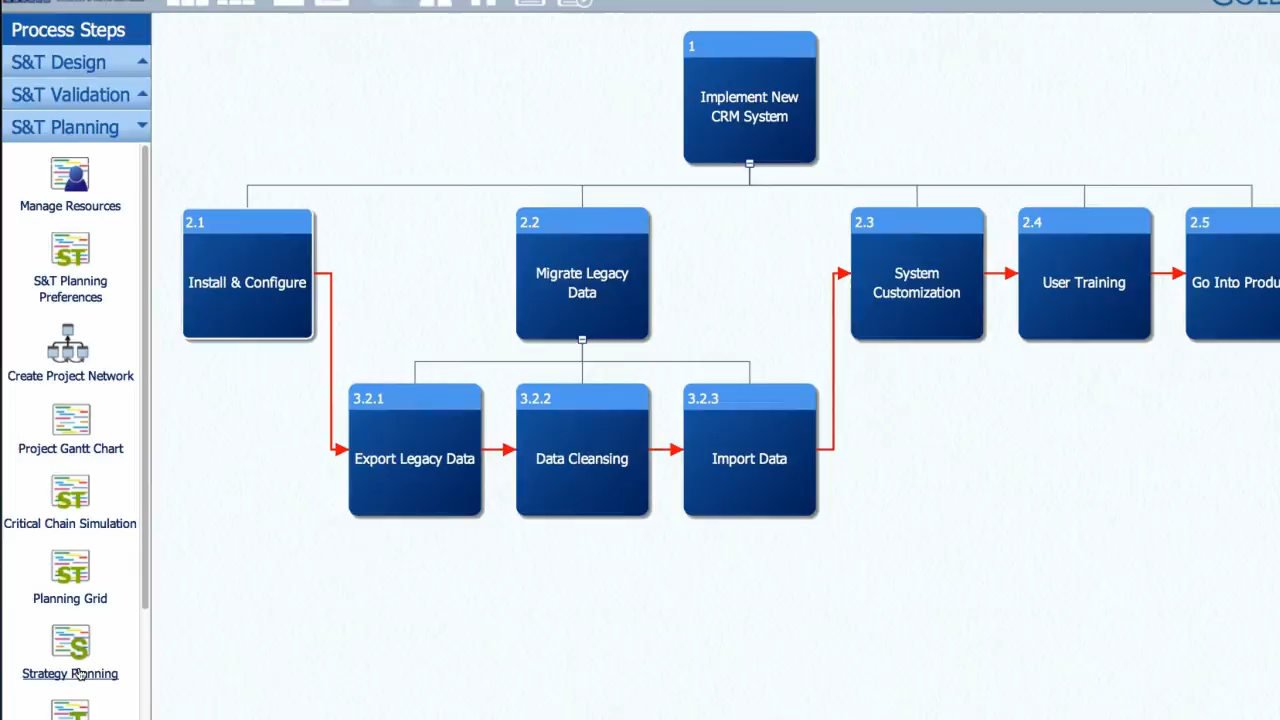 Process Steps
S&T Design
S&T Validation
S&T Planning
Manage Resources
S&T Planning
Preferences
Create Project Network
Project Gantt Chart
Critical Chain Simulation
Planning Grid
Strategy Planning
1
Implement New
CRM System
2.1
Install & Configure
2.2
Migrate Legacy
Data
2.3
System
Customization
2.4
User Training
2.5
Go Into Produ
3.2.1
Export Legacy Data
3.2.2
Data Cleansing
3.2.3
Import Data